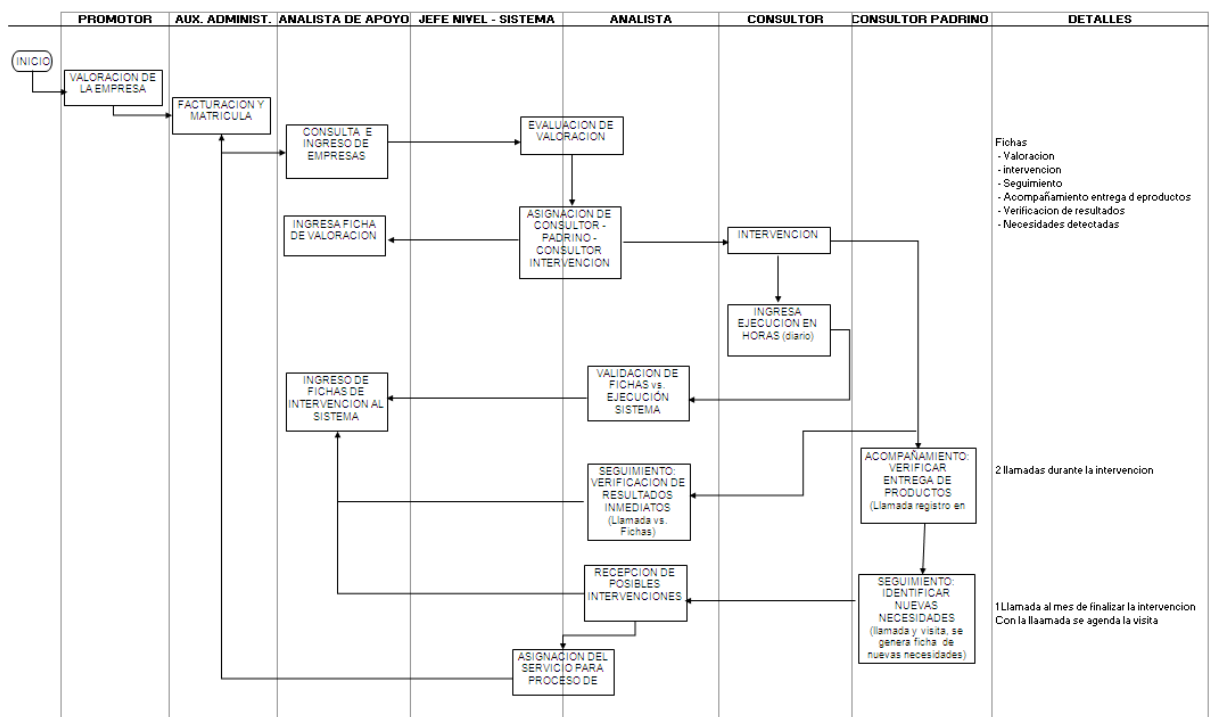 PROMOTOR AUX. ADMINIST. ANALISTA DE APOYO JEFE NIVEL - SISTEMA ANALISTA CONSULTOR CONSULTOR PADRINO DETALLES
INICIO
VALORACION DE
LA EMPRESA
FACTURACION Y
MATRICULA
CONSULTA E
INGRESO DE
EMPRESAS
EVALUACION DE
VALORACION
Fichas
- Valoracion
- intervencion
- Seguimiento
- Acompañamiento entrega d eproductos
- Verificacion de resultados
- Necesidades detectadas
INGRESA FICHA
DE VALORACION
ASIGNACION DE
CONSULTOR -
PADRINO -
CONSULTOR
INTERVENCION
INTERVENCION
INGRESA
EJECUCION EN
HORAS (diario)
INGRESO DE
FICHAS DE
INTERVENCION AL
SISTEMA
VALIDACION DE
FICHAS vs.
EJECUCIÓN
SISTEMA
SEGUIMIENTO:
VERIFICACION DE
RESULTADOS
INMEDIATOS
(Llamada vs.
Fichas)
ACOMPAÑAMIENTO:
VERIFICAR
ENTREGA DE
PRODUCTOS
(Llamada registro en
2 llamadas durante la intervencion
RECEPCION DE
POSIBLES
INTERVENCIONES
SEGUIMIENTO:
IDENTIFICAR
NUEVAS
NECESIDADES
(llamada y visita, se
genera ficha de
nuevas necesidades)
1 Llamada al mes de finalizar la intervencion
Con la llaamada se agenda la visita
ASIGNACION DEL
SERVICIO PARA
PROCESO DE